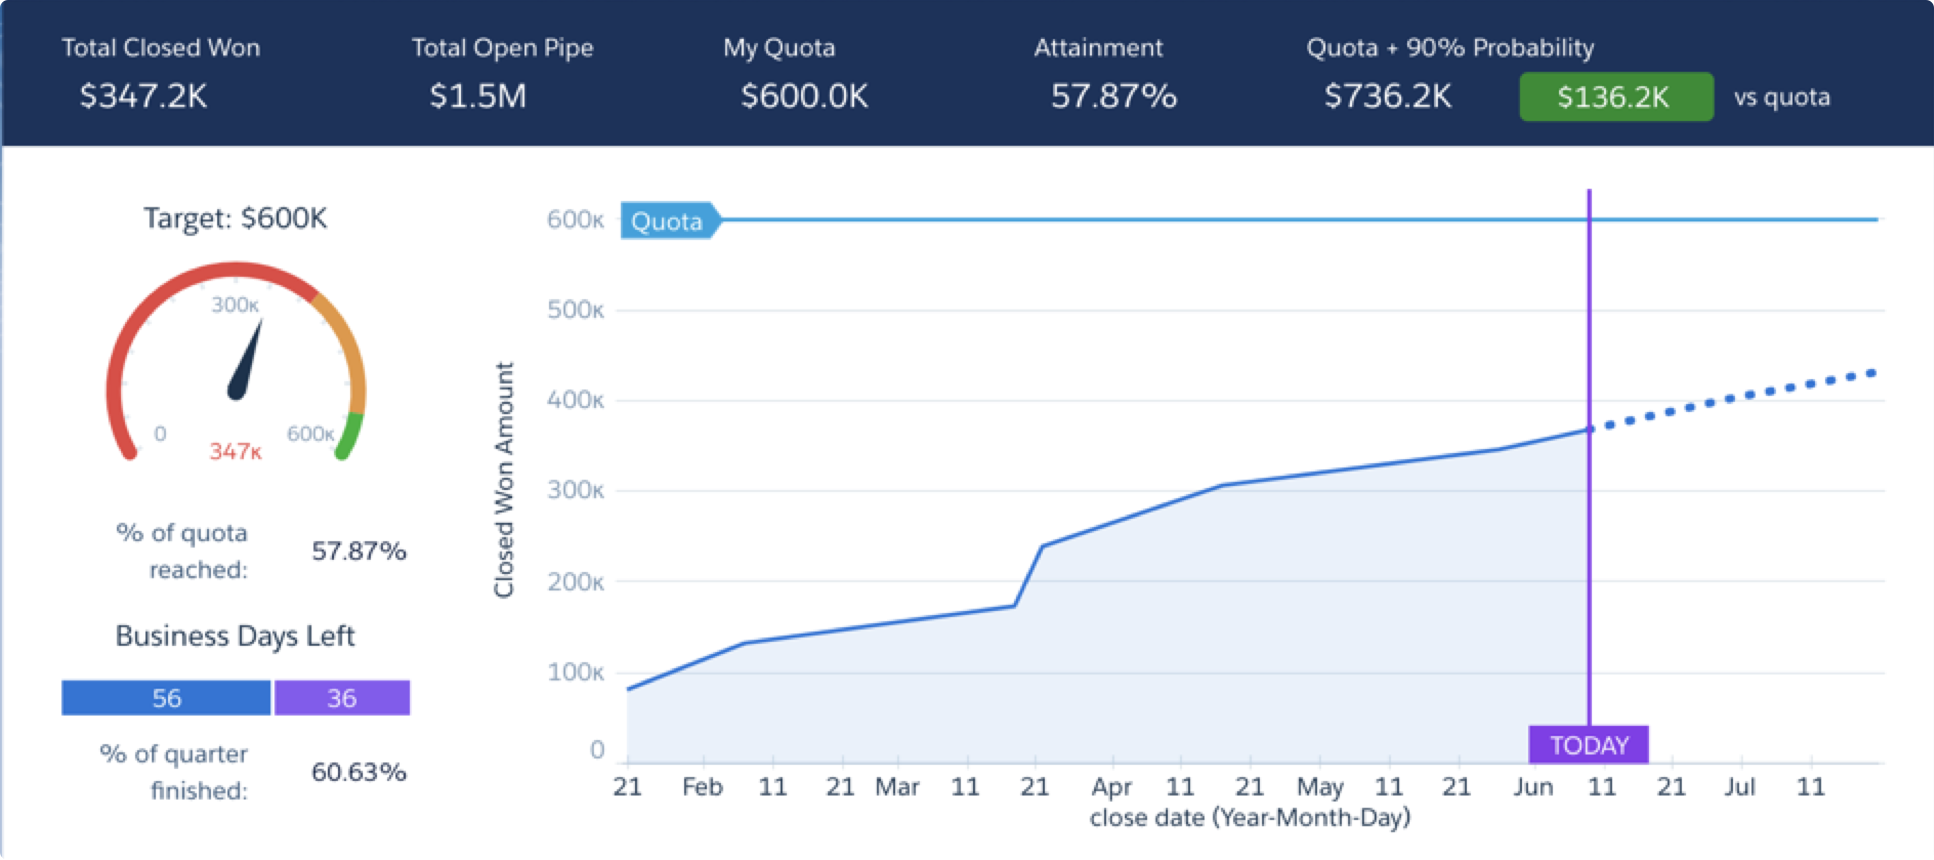 Total Closed Won
$347.2K
Total Open Pipe
$1.5M
My Quota
$600.0K
Attainment
57.87%
Quota + 90% Probability
$736.2K
$136.2K
vs quota
Target: $600K
300K
0
600K
347K
% of quota
reached:
57.87%
Business Days Left
56
36
% of quarter
finished:
60.63%
Closed Won Amount
600K
500K
400K
300K
200K
100K
0
Quota
TODAY
21 Feb 11 21 Mar 11 21 Apr 11 21 May 11 21 Jun 11 21 Jul 11
close date (Year-Month-Day)